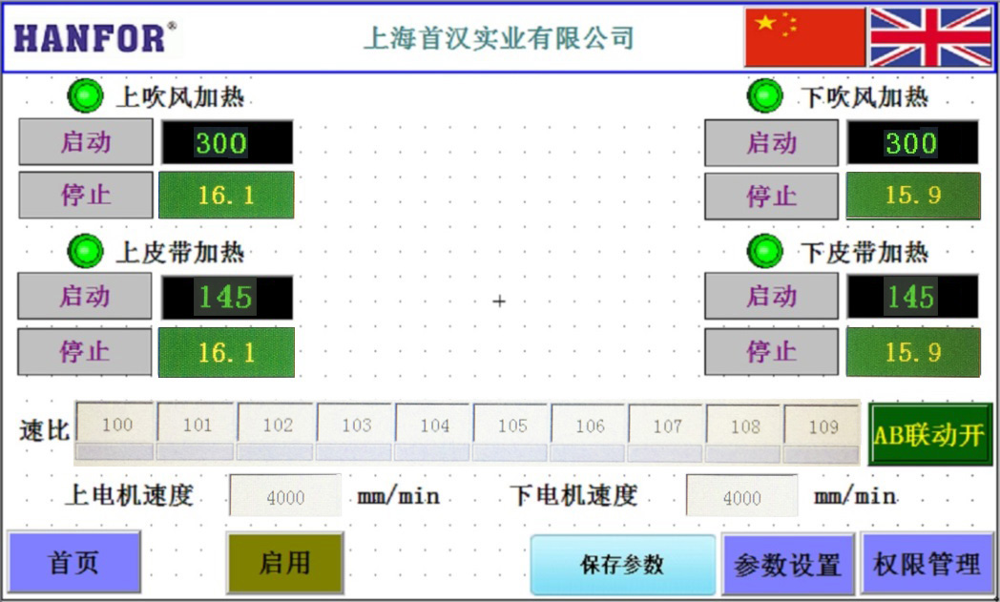 HANFOR®
上海首汉实业有限公司
上吹风加热
下吹风加热
启动 300
启动 300
停止 16.1
停止 15.9
上皮带加热
下皮带加热
启动 145
启动 145
停止 16.1
停止 15.9
速比 100 101 102 103 104 105 106 107 108 109 AB联动开
上电机速度 4000 mm/min 下电机速度 4000 mm/min
首页 启用 保存参数 参数设置 权限管理